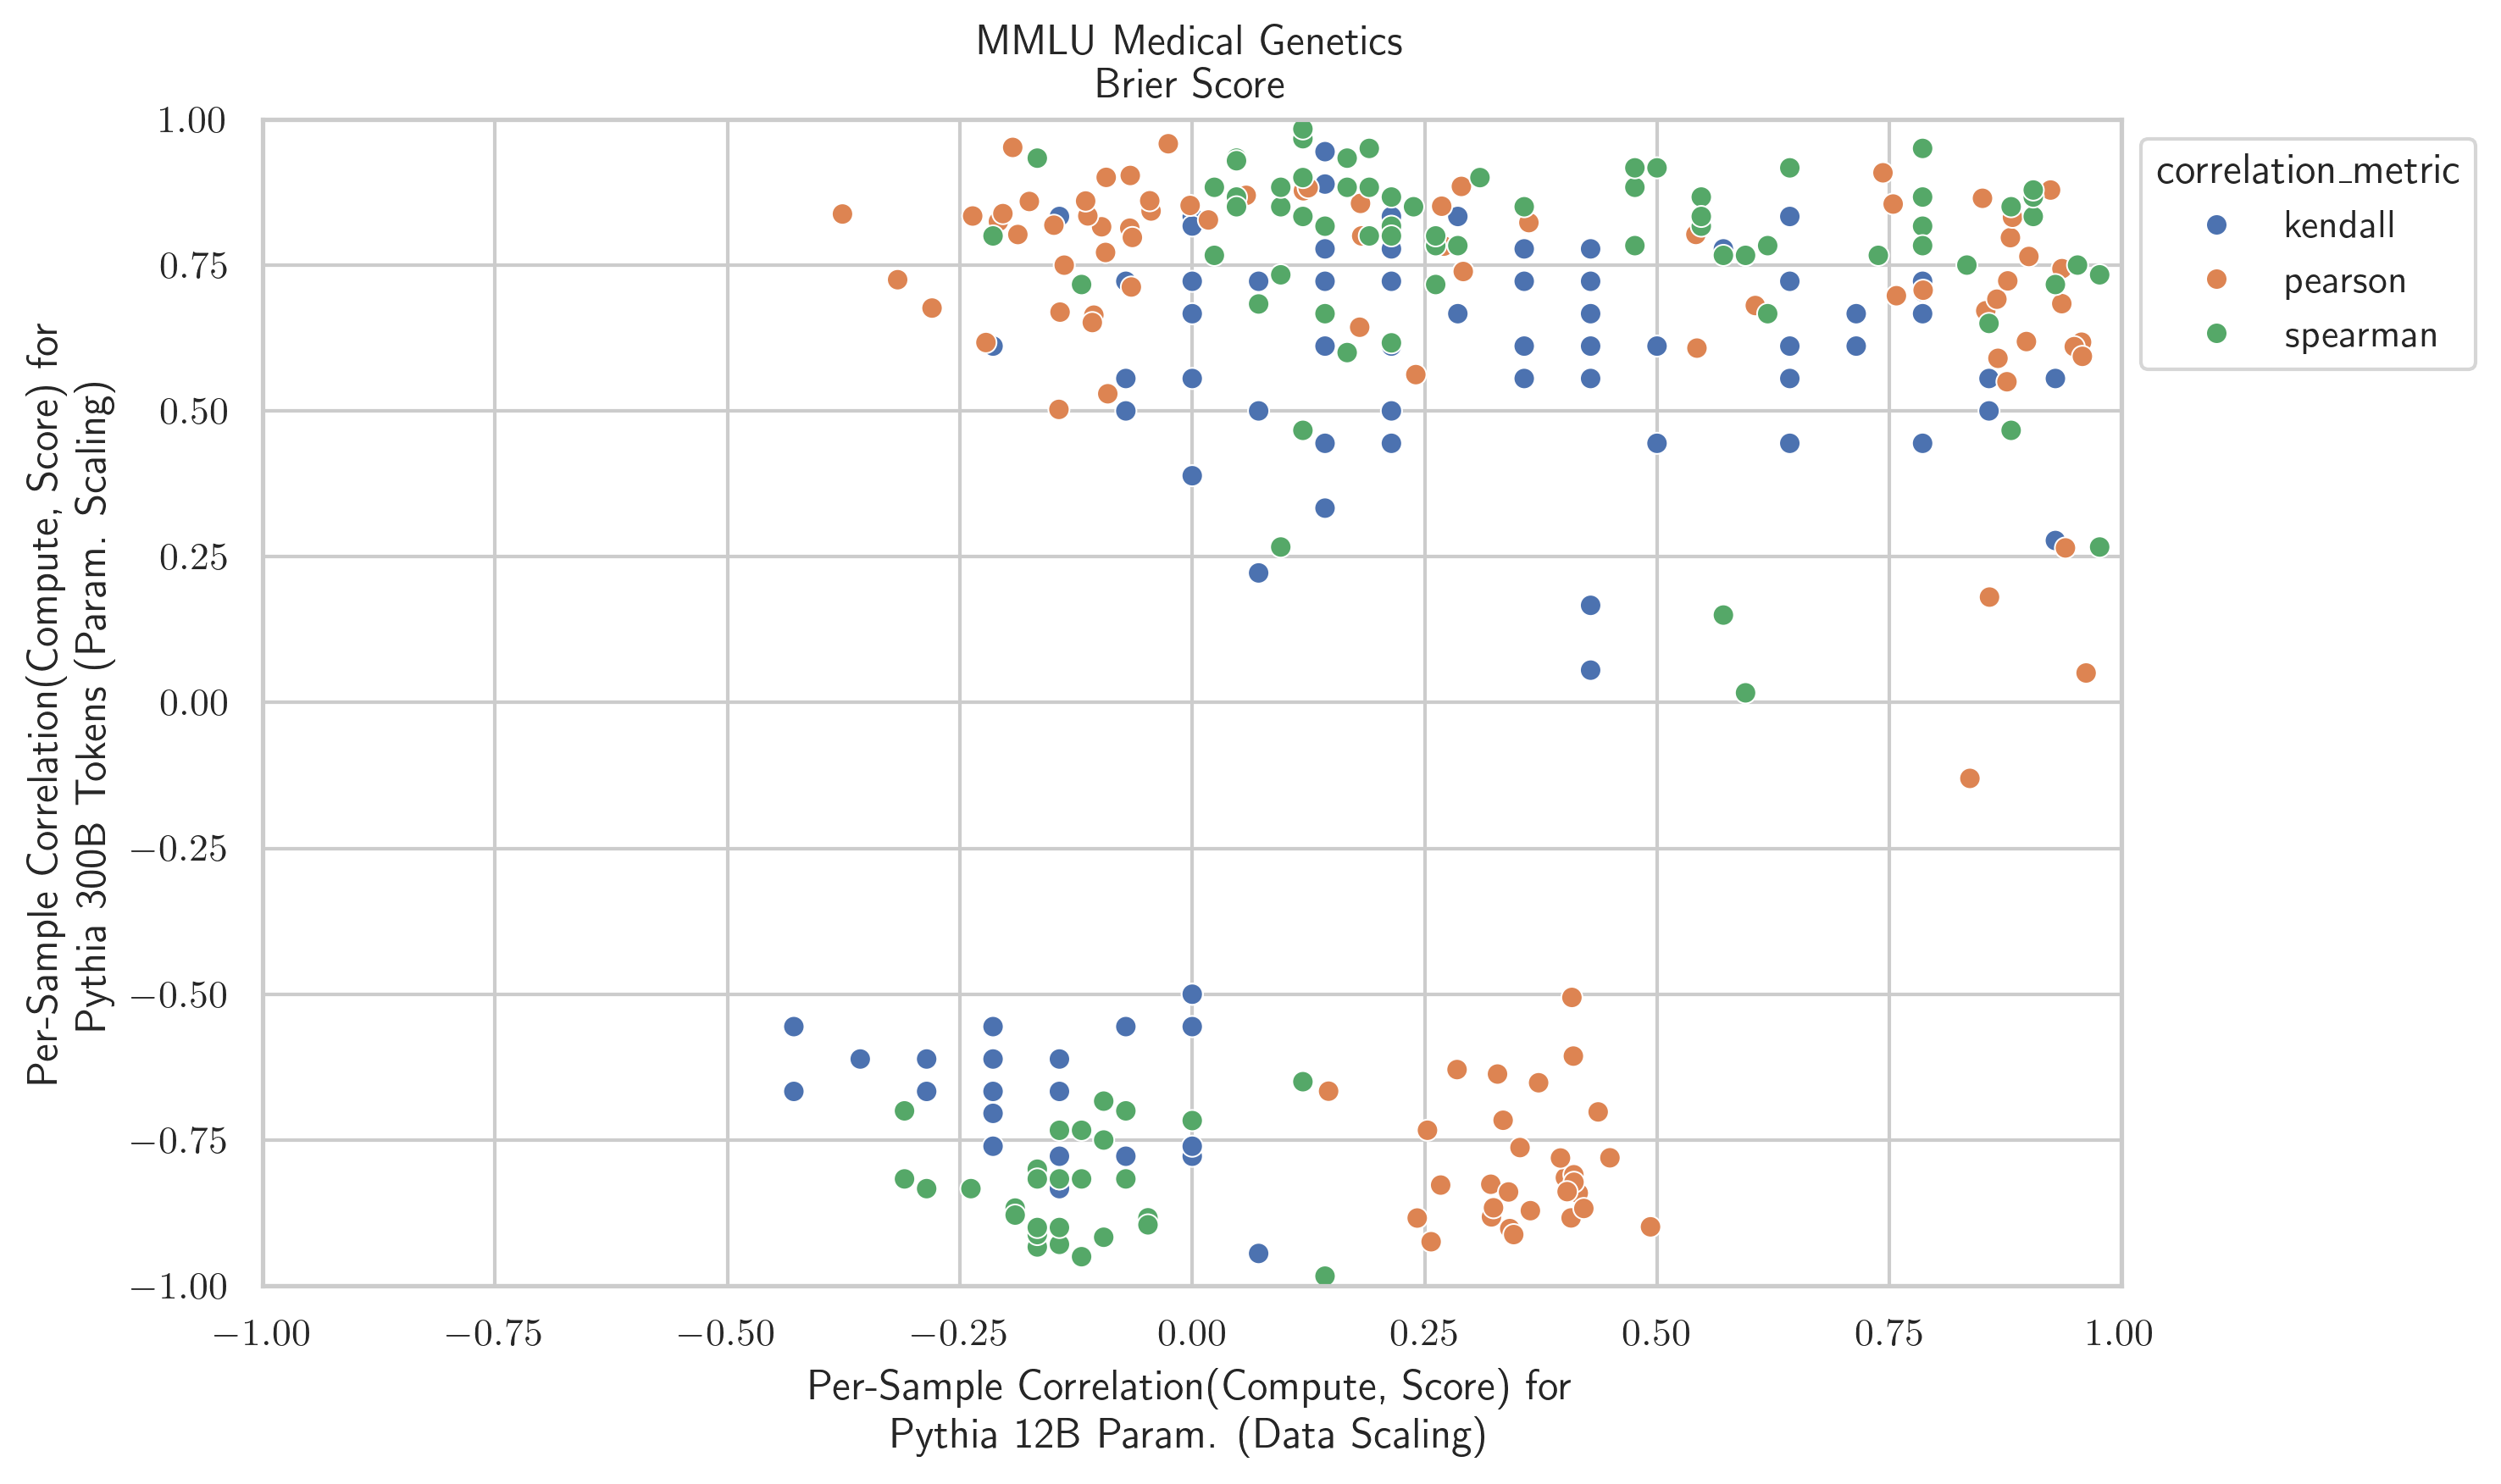 MMLU Medical Genetics
Brier Score
Per-Sample Correlation(Compute, Score) for
Pythia 300B Tokens (Param. Scaling)
1.00
0.75
0.50
0.25
0.00
−0.25
−0.50
−0.75
−1.00
−1.00
−0.75
−0.50
−0.25
0.00
0.25
0.50
0.75
1.00
Per-Sample Correlation(Compute, Score) for
Pythia 12B Param. (Data Scaling)
correlation_metric
kendall
pearson
spearman